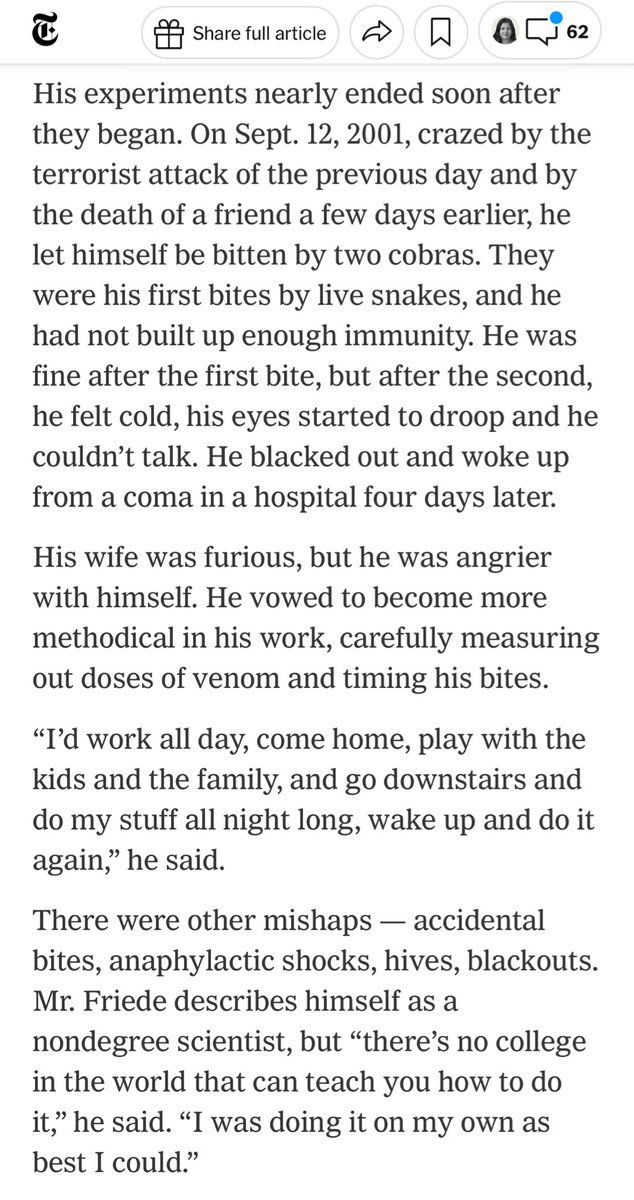 T
Share full article
62
His experiments nearly ended soon after
they began. On Sept. 12, 2001, crazed by the
terrorist attack of the previous day and by
the death of a friend a few days earlier, he
let himself be bitten by two cobras. They
were his first bites by live snakes, and he
had not built up enough immunity. He was
fine after the first bite, but after the second,
he felt cold, his eyes started to droop and he
couldn’t talk. He blacked out and woke up
from a coma in a hospital four days later.
His wife was furious, but he was angrier
with himself. He vowed to become more
methodical in his work, carefully measuring
out doses of venom and timing his bites.
“I’d work all day, come home, play with the
kids and the family, and go downstairs and
do my stuff all night long, wake up and do it
again,” he said.
There were other mishaps — accidental
bites, anaphylactic shocks, hives, blackouts.
Mr. Friede describes himself as a
nondegree scientist, but “there’s no college
in the world that can teach you how to do
it,” he said. “I was doing it on my own as
best I could.”